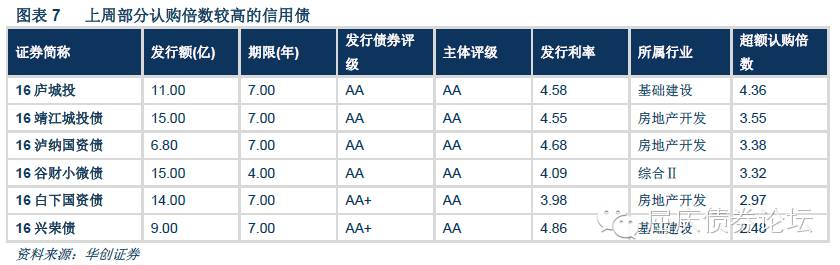 图表 7 上周部分认购倍数较高的信用债
证券简称 发行额(亿) 期限(年) 发行债券评级 主体评级 发行利率 所属行业 超额认购倍数
16 庐城投 11.00 7.00 AA AA 4.58 基础建设 4.36
16 靖江城投债 15.00 7.00 AA AA 4.55 房地产开发 3.55
16 泸纳国资债 6.80 7.00 AA AA 4.68 房地产开发 3.38
16 谷财小微债 15.00 4.00 AA AA 4.09 综合Ⅱ 3.32
16 白下国资债 14.00 7.00 AA+ AA 3.98 房地产开发 2.97
16 兴荣债 9.00 7.00 AA+ AA 4.86 基础建设 2.48
屈庆债券论坛
资料来源：华创证券